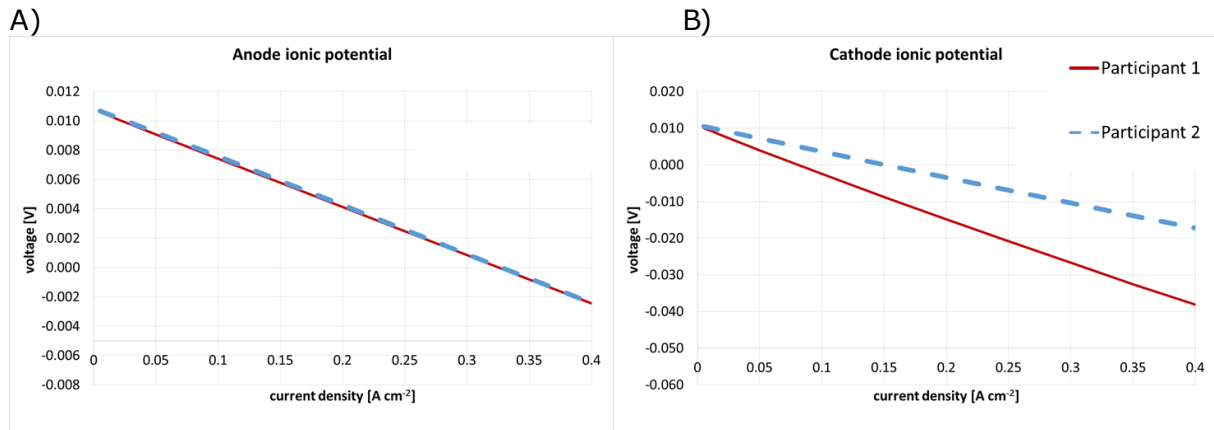 A)
Anode ionic potential
0.012
0.010
0.008
0.006
0.004
0.002
0.000
-0.002
-0.004
-0.006
-0.008
voltage [V]
0 0.05 0.1 0.15 0.2 0.25 0.3 0.35 0.4
current density [A cm⁻²]
B)
Cathode ionic potential
Participant 1
Participant 2
0.020
0.010
0.000
-0.010
-0.020
-0.030
-0.040
-0.050
-0.060
voltage [V]
0 0.05 0.1 0.15 0.2 0.25 0.3 0.35 0.4
current density [A cm⁻²]